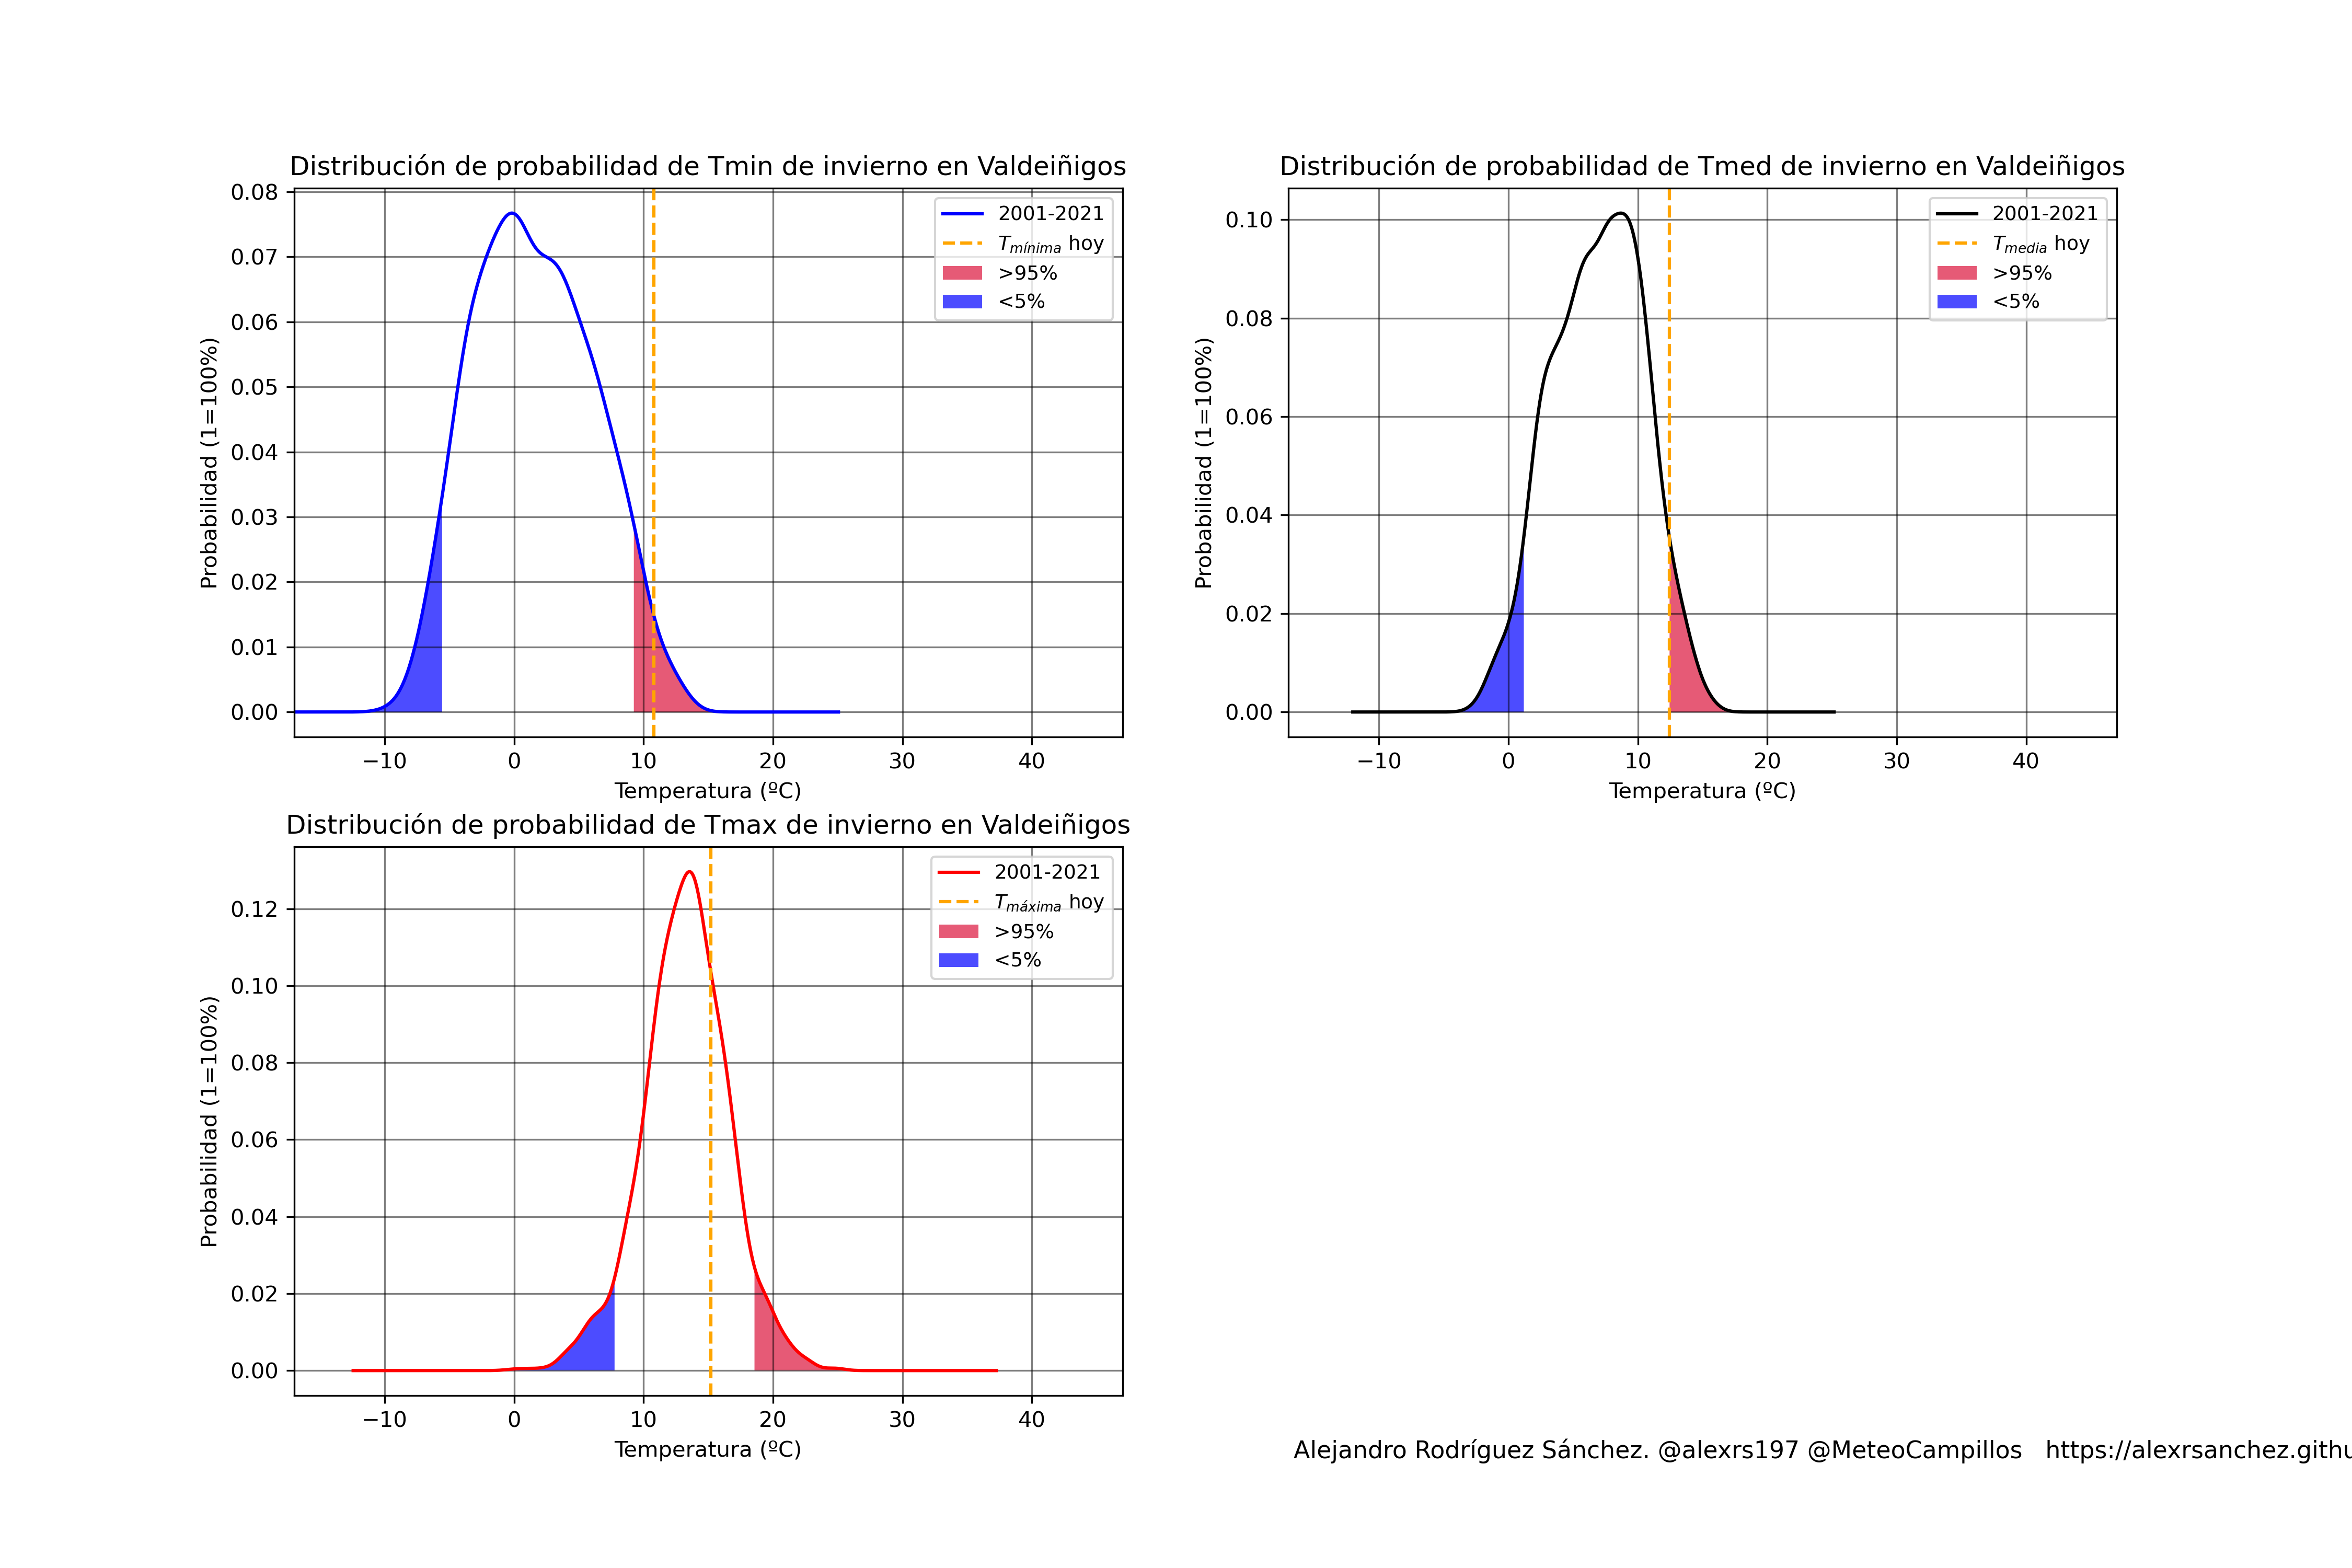 Distribución de probabilidad de Tmin de invierno en Valdeiñigos
0.08
0.07
0.06
0.05
0.04
0.03
0.02
0.01
0.00
Probabilidad (1=100%)
2001-2021
Tmínima hoy
>95%
<5%
−10 0 10 20 30 40
Temperatura (ºC)
Distribución de probabilidad de Tmed de invierno en Valdeiñigos
0.10
0.08
0.06
0.04
0.02
0.00
Probabilidad (1=100%)
2001-2021
Tmedia hoy
>95%
<5%
−10 0 10 20 30 40
Temperatura (ºC)
Distribución de probabilidad de Tmax de invierno en Valdeiñigos
0.12
0.10
0.08
0.06
0.04
0.02
0.00
Probabilidad (1=100%)
2001-2021
Tmáxima hoy
>95%
<5%
−10 0 10 20 30 40
Temperatura (ºC)
Alejandro Rodríguez Sánchez. @alexrs197 @MeteoCampillos https://alexrsanchez.githu